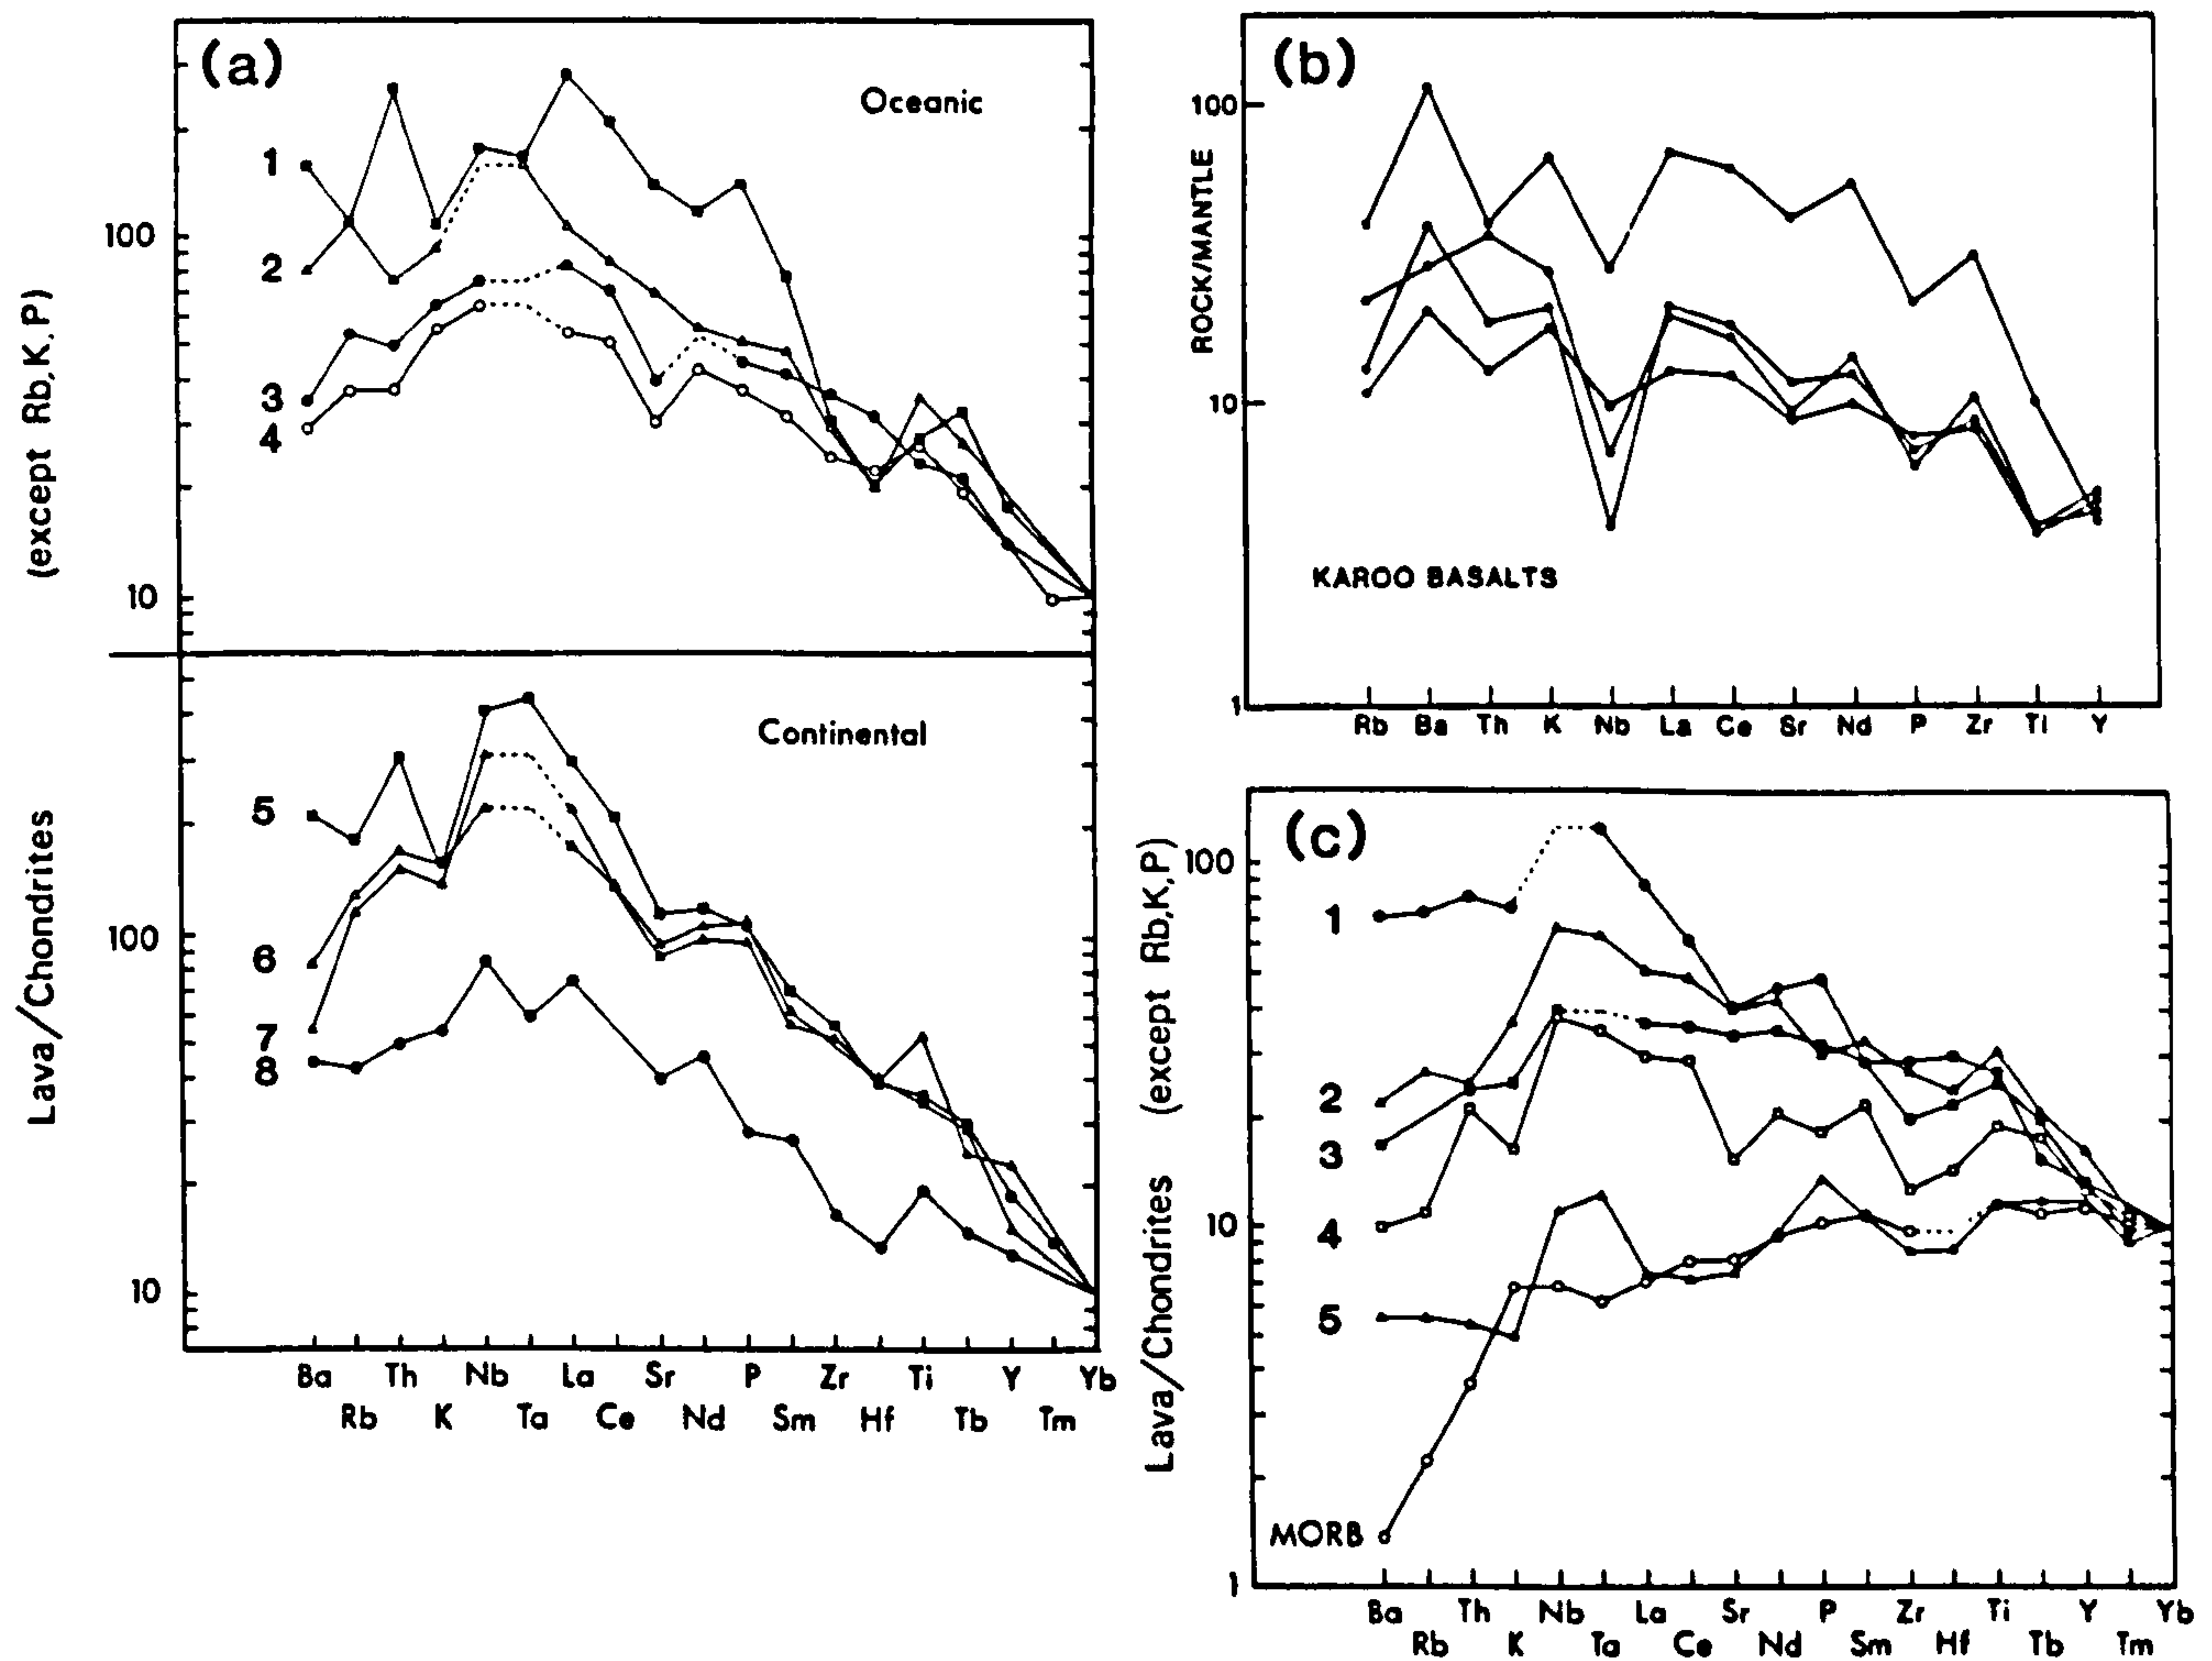 (a)
Oceanic
1
2
3
4
100
10
(except Rb,K,P)
Continental
5
6
7
8
100
10
Lava/Chondrites
Ba Th Nb La Sr P Zr Ti Y Yb
Rb K Ta Ce Nd Sm Hf Tb Tm
(b)
100
10
1
ROCK/MANTLE
KAROO BASALTS
Rb Ba Th K Nb La Ce Sr Nd P Zr Ti Y
(c)
100
10
1
Lava/Chondrites (except Rb,K,P)
1
2
3
4
5
MORB
Ba Th Nb La Sr P Zr Ti Y Yb
Rb K Ta Ce Nd Sm Hf Tb Tm